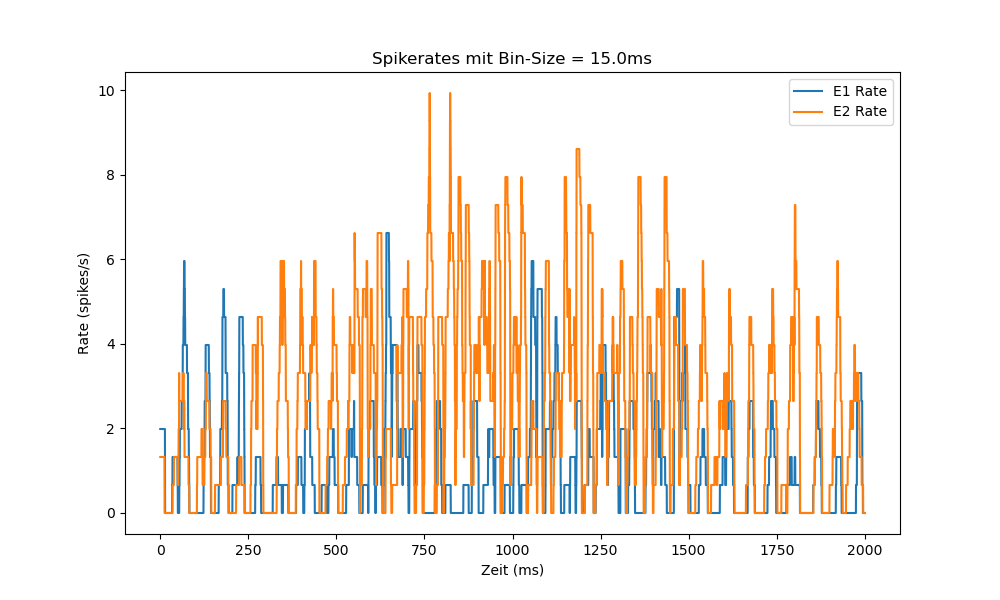 Spikerates mit Bin-Size = 15.0ms
E1 Rate
E2 Rate
Rate (spikes/s)
10
8
6
4
2
0
0 250 500 750 1000 1250 1500 1750 2000
Zeit (ms)